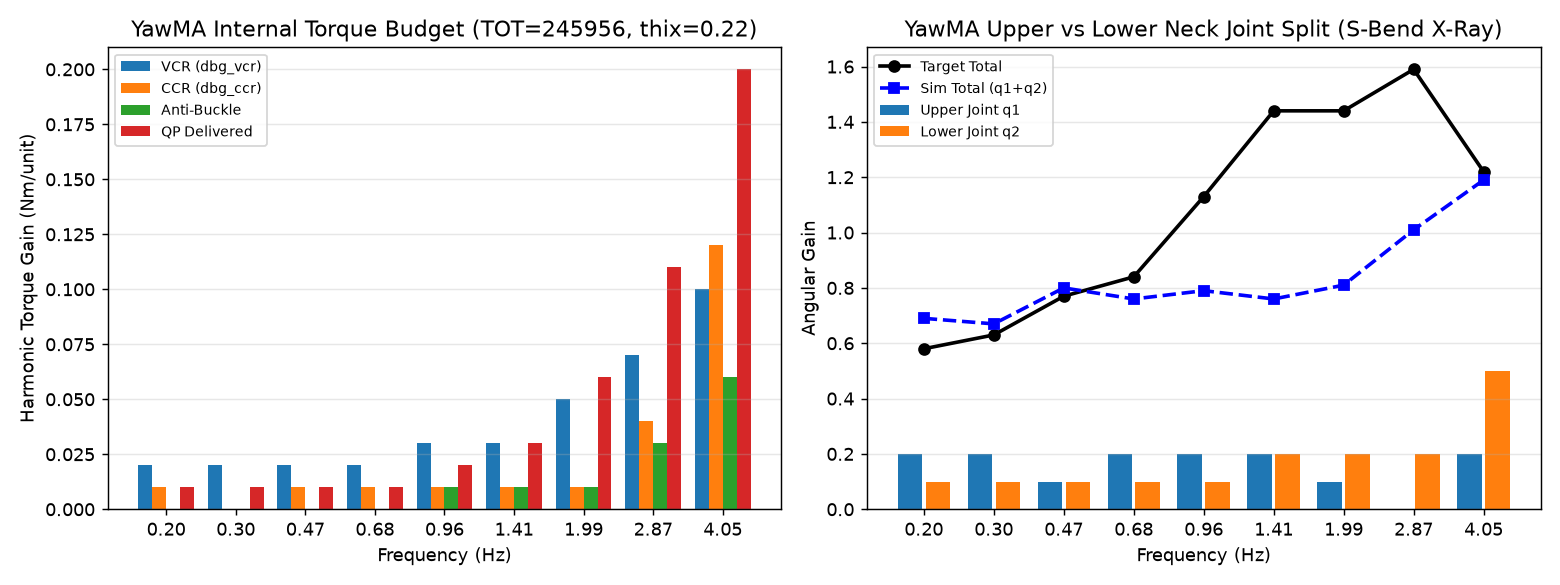 YawMA Internal Torque Budget (TOT=245956, thix=0.22)
VCR (dbg_vcr)
CCR (dbg_ccr)
Anti-Buckle
QP Delivered
Harmonic Torque Gain (Nm/unit)
0.200
0.175
0.150
0.125
0.100
0.075
0.050
0.025
0.000
0.20 0.30 0.47 0.68 0.96 1.41 1.99 2.87 4.05
Frequency (Hz)
YawMA Upper vs Lower Neck Joint Split (S-Bend X-Ray)
Target Total
Sim Total (q1+q2)
Upper Joint q1
Lower Joint q2
Angular Gain
1.6
1.4
1.2
1.0
0.8
0.6
0.4
0.2
0.0
0.20 0.30 0.47 0.68 0.96 1.41 1.99 2.87 4.05
Frequency (Hz)